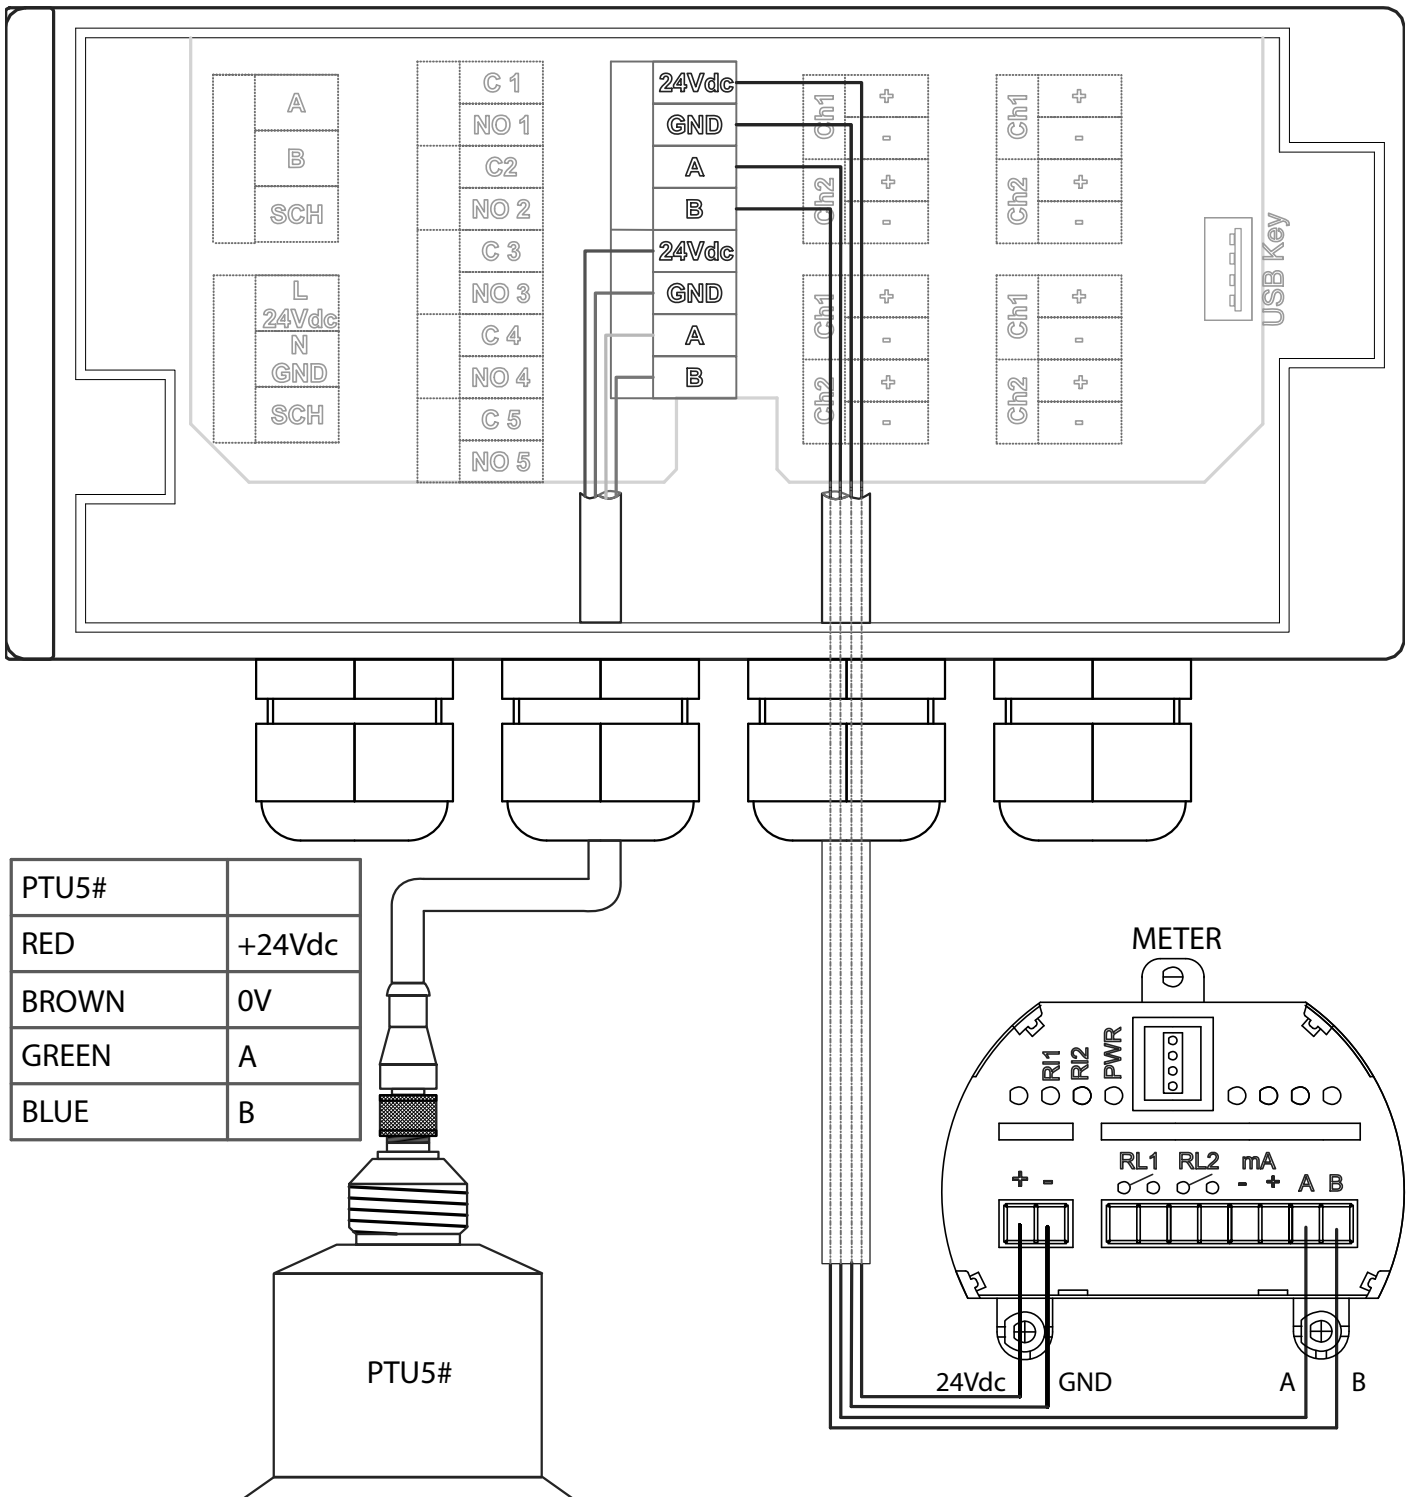 A
B
SCH
L
24Vdc
N
GND
SCH
C 1
NO 1
C2
NO 2
C 3
NO 3
C 4
NO 4
C 5
NO 5
24Vdc
GND
A
B
24Vdc
GND
A
B
Ch1
+
-
Ch2
+
-
Ch1
+
-
Ch2
+
-
Ch1
+
-
Ch2
+
-
Ch1
+
-
Ch2
+
-
USB Key
PTU5#
RED +24Vdc
BROWN 0V
GREEN A
BLUE B
PTU5#
METER
RI1 RI2 PWR
RL1 RL2 mA
+ - - + A B
24Vdc GND A B